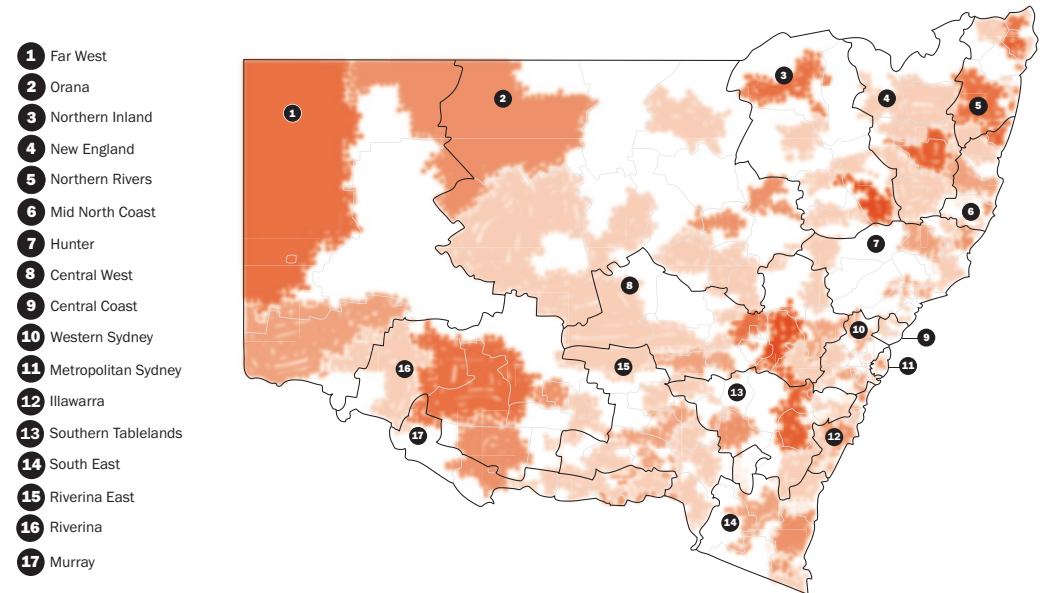 1 Far West
2 Orana
3 Northern Inland
4 New England
5 Northern Rivers
6 Mid North Coast
7 Hunter
8 Central West
9 Central Coast
10 Western Sydney
11 Metropolitan Sydney
12 Illawarra
13 Southern Tablelands
14 South East
15 Riverina East
16 Riverina
17 Murray
3
2
4
5
1
6
7
8
10
9
11
16
15
13
17
12
14